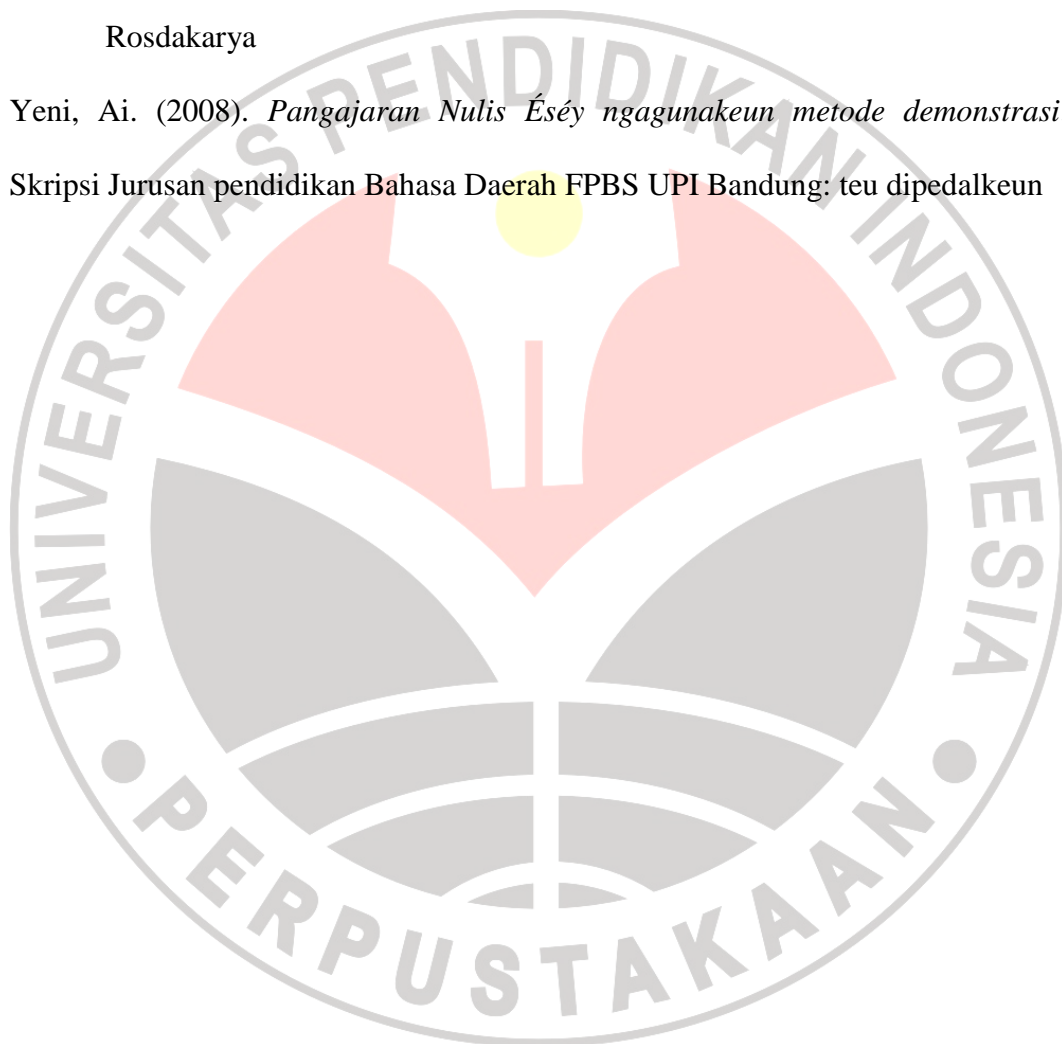 Rosdakarya
Yeni, Ai. (2008). Pangajaran Nulis Éséy ngagunakeun metode demonstrasi
Skripsi Jurusan pendidikan Bahasa Daerah FPBS UPI Bandung: teu dipedalkeun
UNIVERSITAS PENDIDIKAN INDONESIA
PERPUSTAKAAN